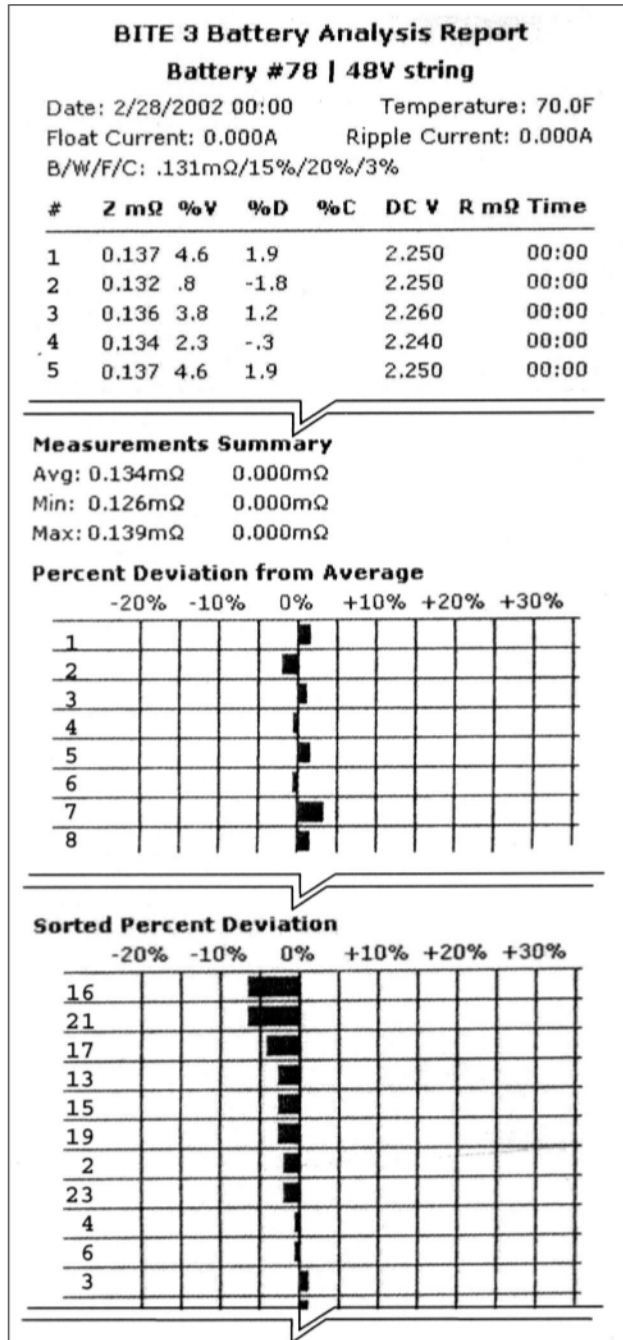 BITE 3 Battery Analysis Report
Battery #78 | 48V string
Date: 2/28/2002 00:00 Temperature: 70.0F
Float Current: 0.000A Ripple Current: 0.000A
B/W/F/C: .131mΩ/15%/20%/3%
# Z mΩ %V %D %C DC V R mΩ Time
1 0.137 4.6 1.9 2.250 00:00
2 0.132 .8 -1.8 2.250 00:00
3 0.136 3.8 1.2 2.260 00:00
4 0.134 2.3 -.3 2.240 00:00
5 0.137 4.6 1.9 2.250 00:00
Measurements Summary
Avg: 0.134mΩ 0.000mΩ
Min: 0.126mΩ 0.000mΩ
Max: 0.139mΩ 0.000mΩ
Percent Deviation from Average
-20% -10% 0% +10% +20% +30%
1
2
3
4
5
6
7
8
Sorted Percent Deviation
-20% -10% 0% +10% +20% +30%
16
21
17
13
15
19
2
23
4
6
3